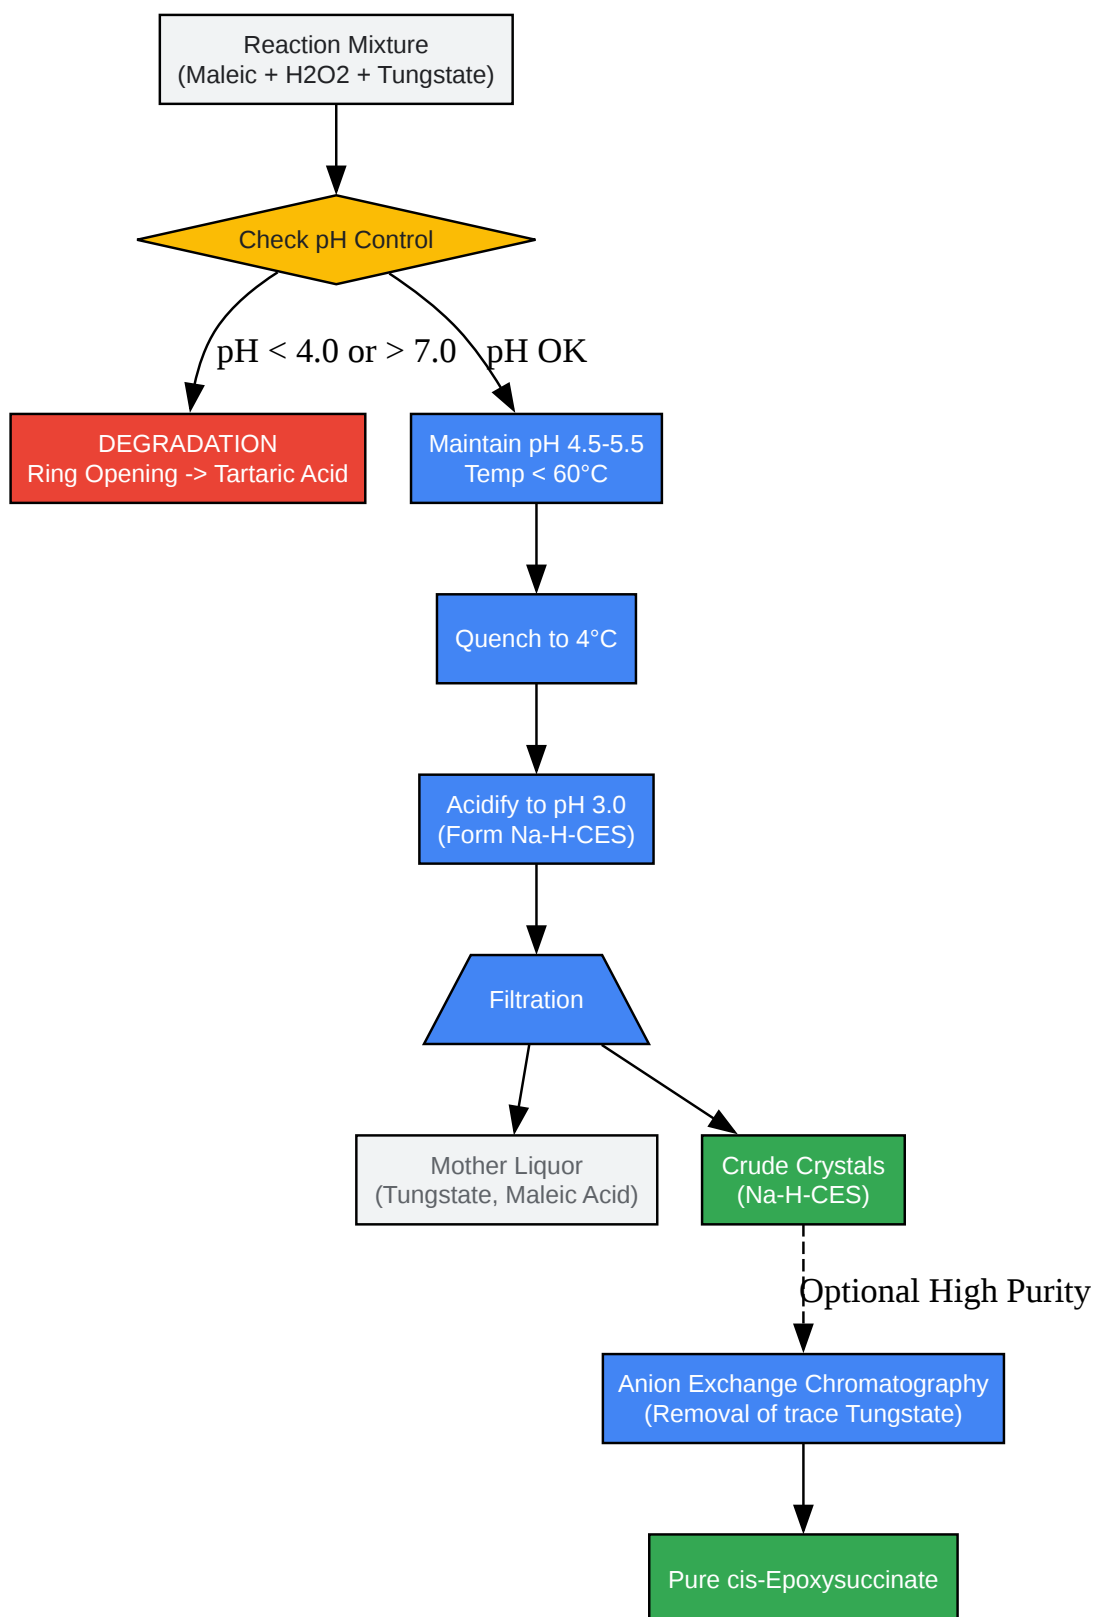 Reaction Mixture
(Maleic + H2O2 + Tungstate)
Check pH Control
pH < 4.0 or > 7.0
pH OK
DEGRADATION
Ring Opening -> Tartaric Acid
Maintain pH 4.5-5.5
Temp < 60°C
Quench to 4°C
Acidify to pH 3.0
(Form Na-H-CES)
Filtration
Mother Liquor
(Tungstate, Maleic Acid)
Crude Crystals
(Na-H-CES)
Optional High Purity
Anion Exchange Chromatography
(Removal of trace Tungstate)
Pure cis-Epoxysuccinate